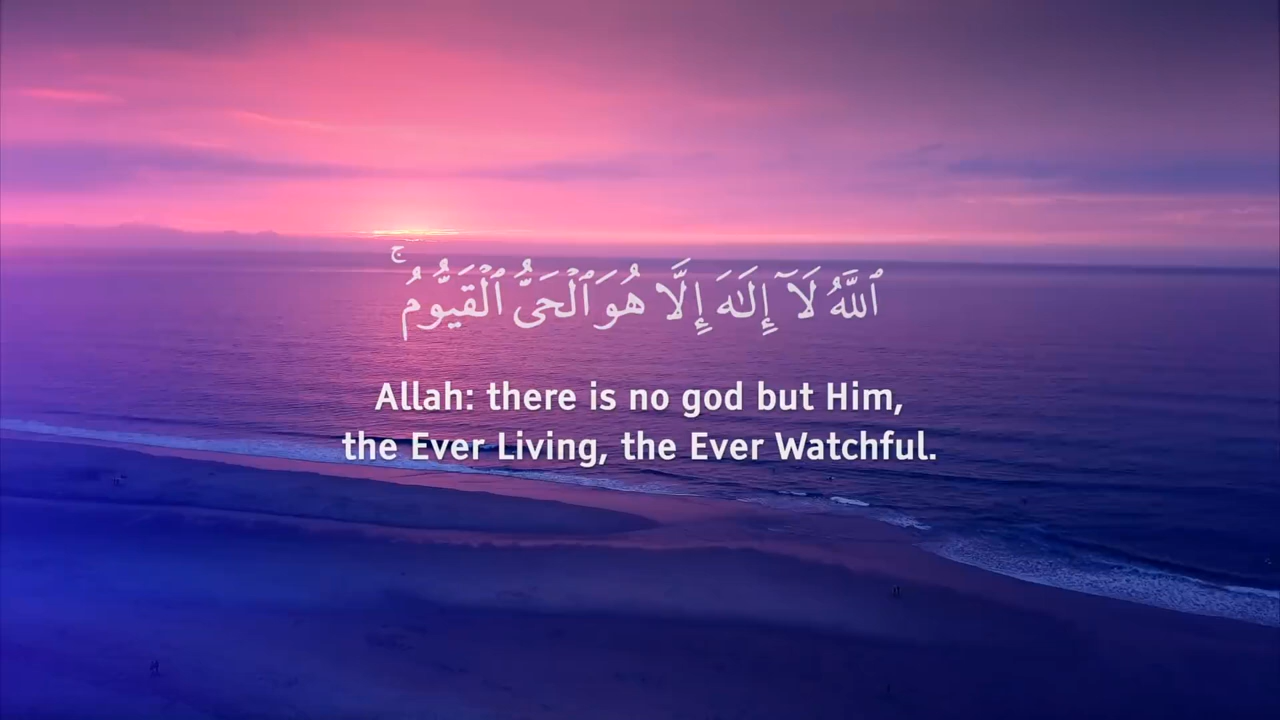 ٱللَّهُ لَآ إِلَـٰهَ إِلَّا هُوَ ٱلْحَىُّ ٱلْقَيُّومُ ۚ
Allah: there is no god but Him,
the Ever Living, the Ever Watchful.